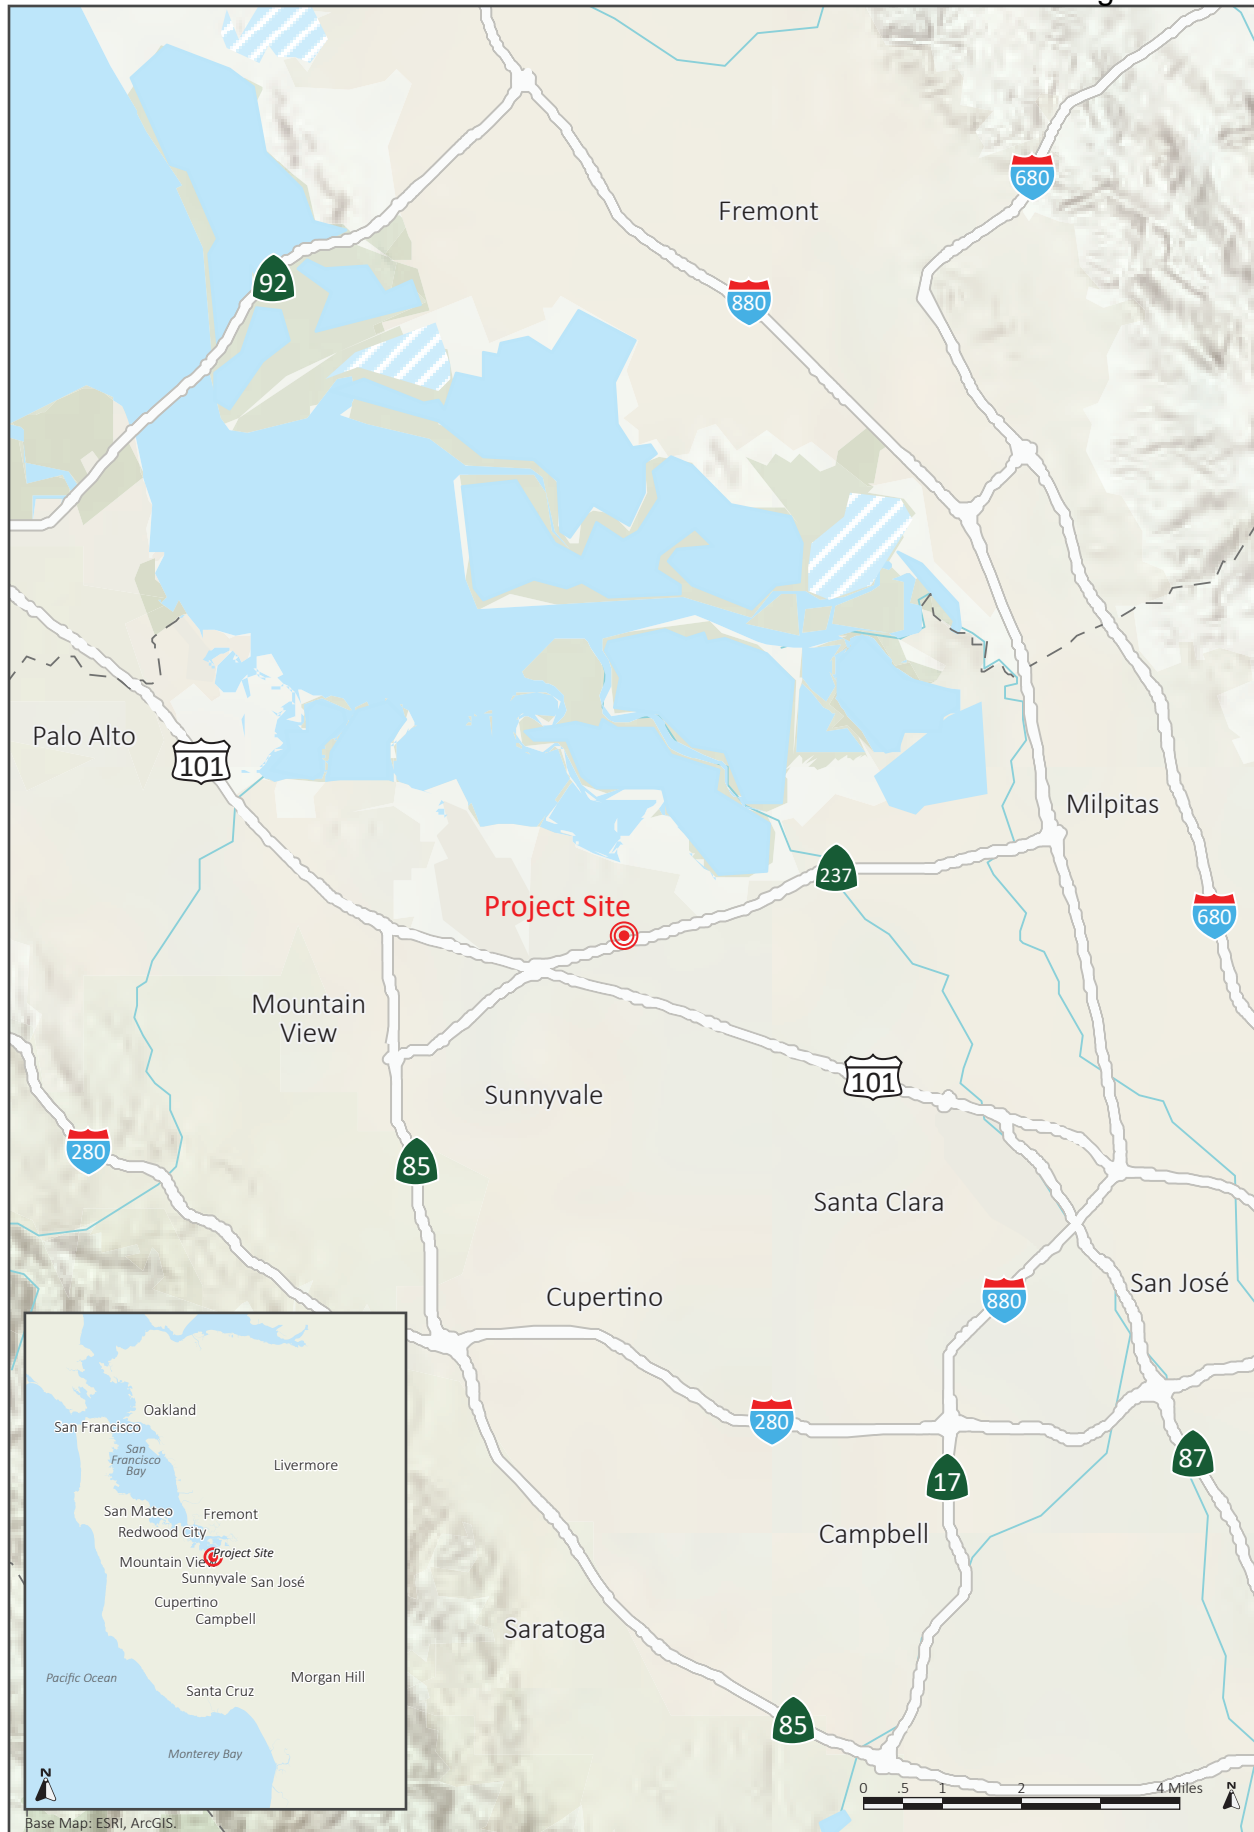 Fremont
680
92
880
Palo Alto
101
Milpitas
237
Project Site
680
Mountain
View
Sunnyvale
101
280
85
Santa Clara
San José
880
Cupertino
280
87
17
Campbell
Saratoga
85
0 .5 1 2 4 Miles
N
Oakland
San Francisco
San
Francisco
Bay
Livermore
San Mateo
Fremont
Redwood City
Project Site
Mountain View
Sunnyvale
San José
Cupertino
Campbell
Pacific Ocean
Morgan Hill
Santa Cruz
Monterey Bay
N
Base Map: ESRI, ArcGIS.